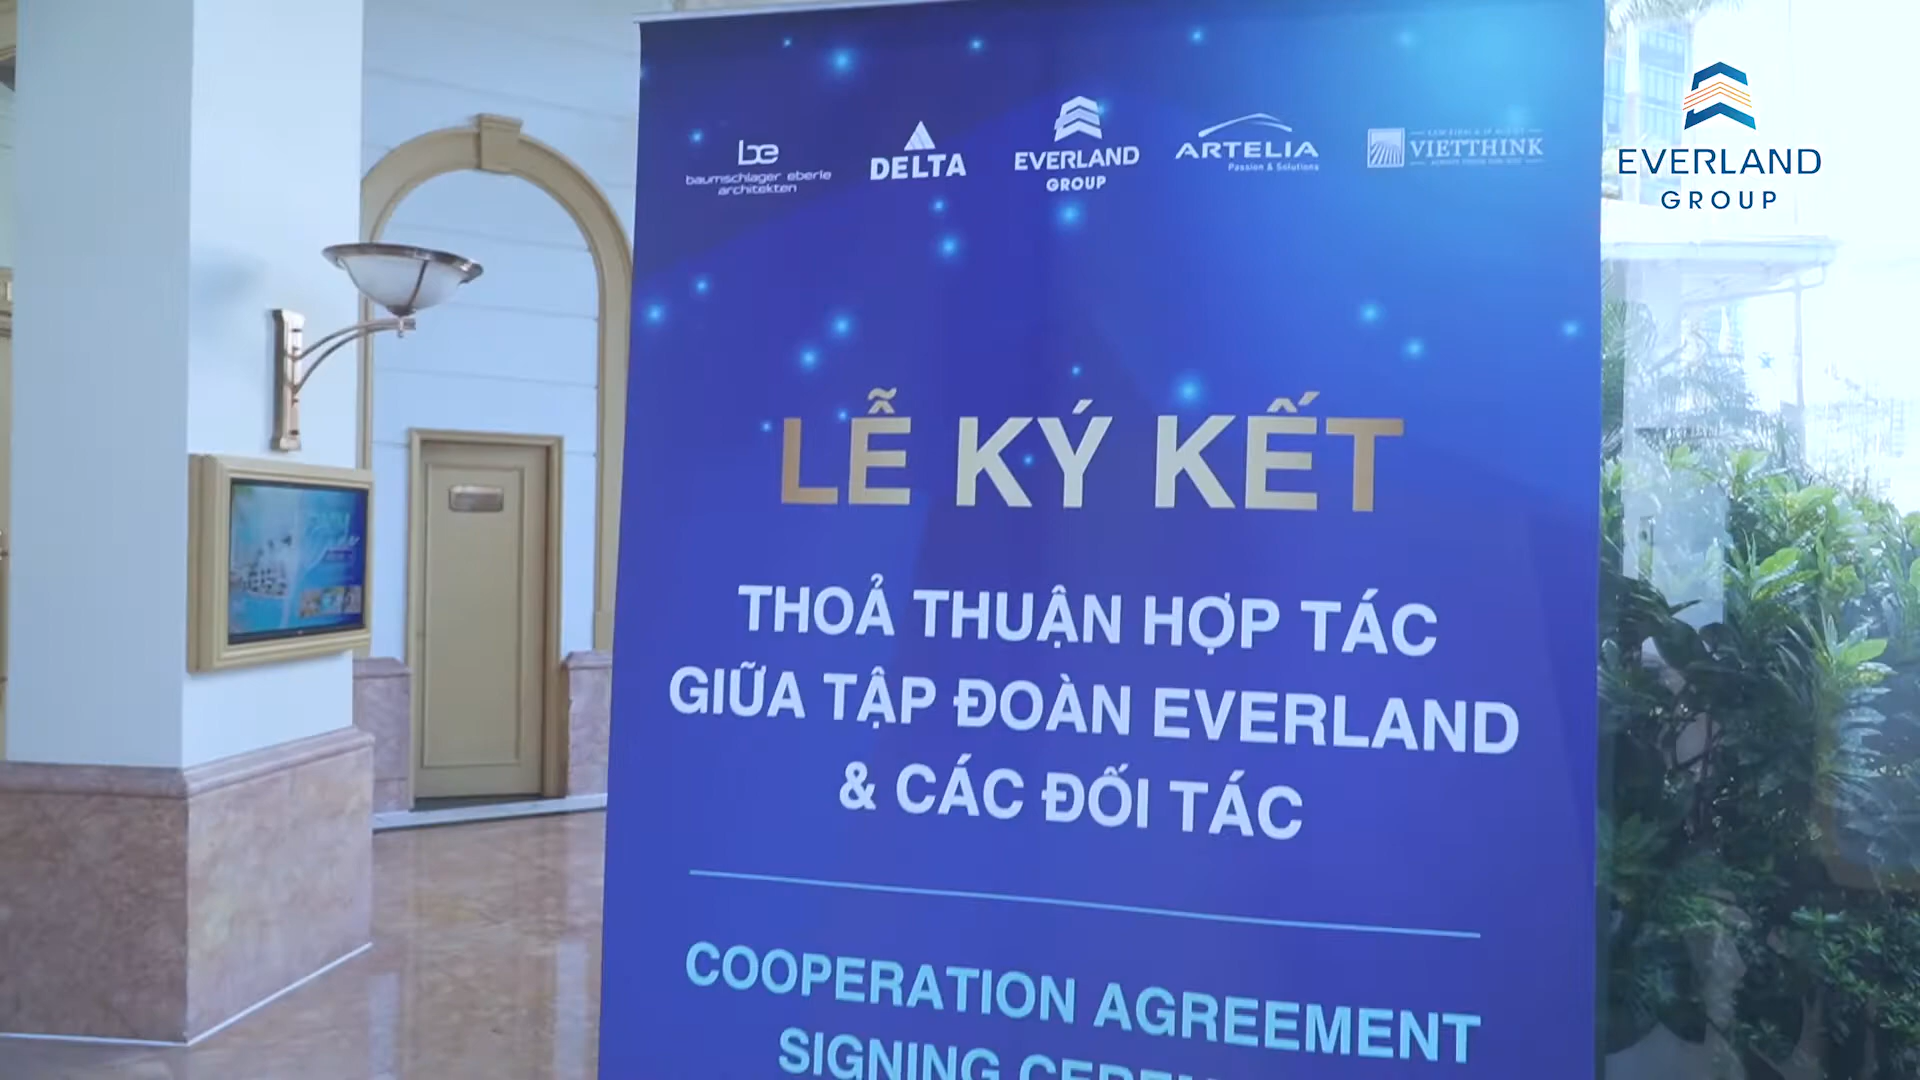 be
baumschlager eberle
architekten
DELTA
EVERLAND
GROUP
ARTELIA
Passion & Solutions
VIETTHINK
EVERLAND
GROUP
LỄ KÝ KẾT
THOẢ THUẬN HỢP TÁC
GIỮA TẬP ĐOÀN EVERLAND
& CÁC ĐỐI TÁC
COOPERATION AGREEMENT
SIGNING